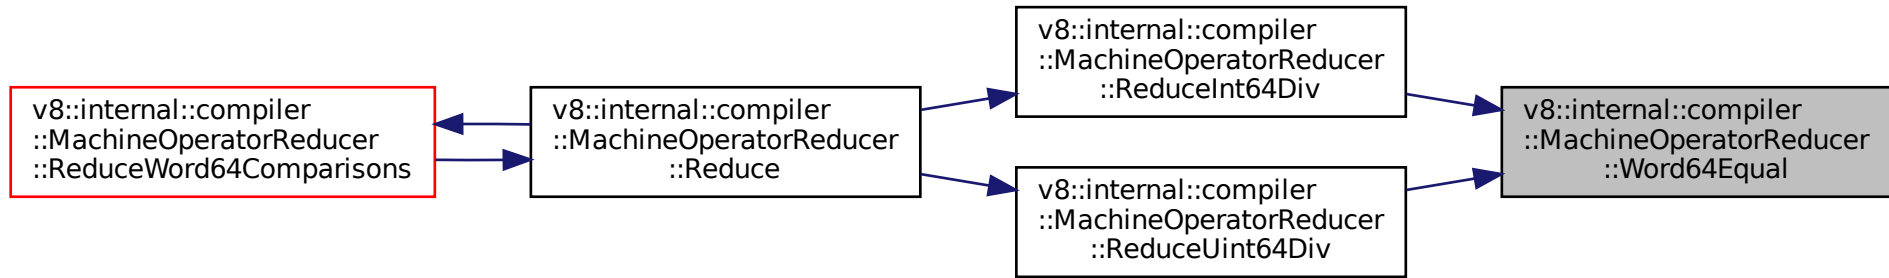 v8::internal::compiler
::MachineOperatorReducer
::ReduceWord64Comparisons
v8::internal::compiler
::MachineOperatorReducer
::Reduce
v8::internal::compiler
::MachineOperatorReducer
::ReduceInt64Div
v8::internal::compiler
::MachineOperatorReducer
::ReduceUint64Div
v8::internal::compiler
::MachineOperatorReducer
::Word64Equal